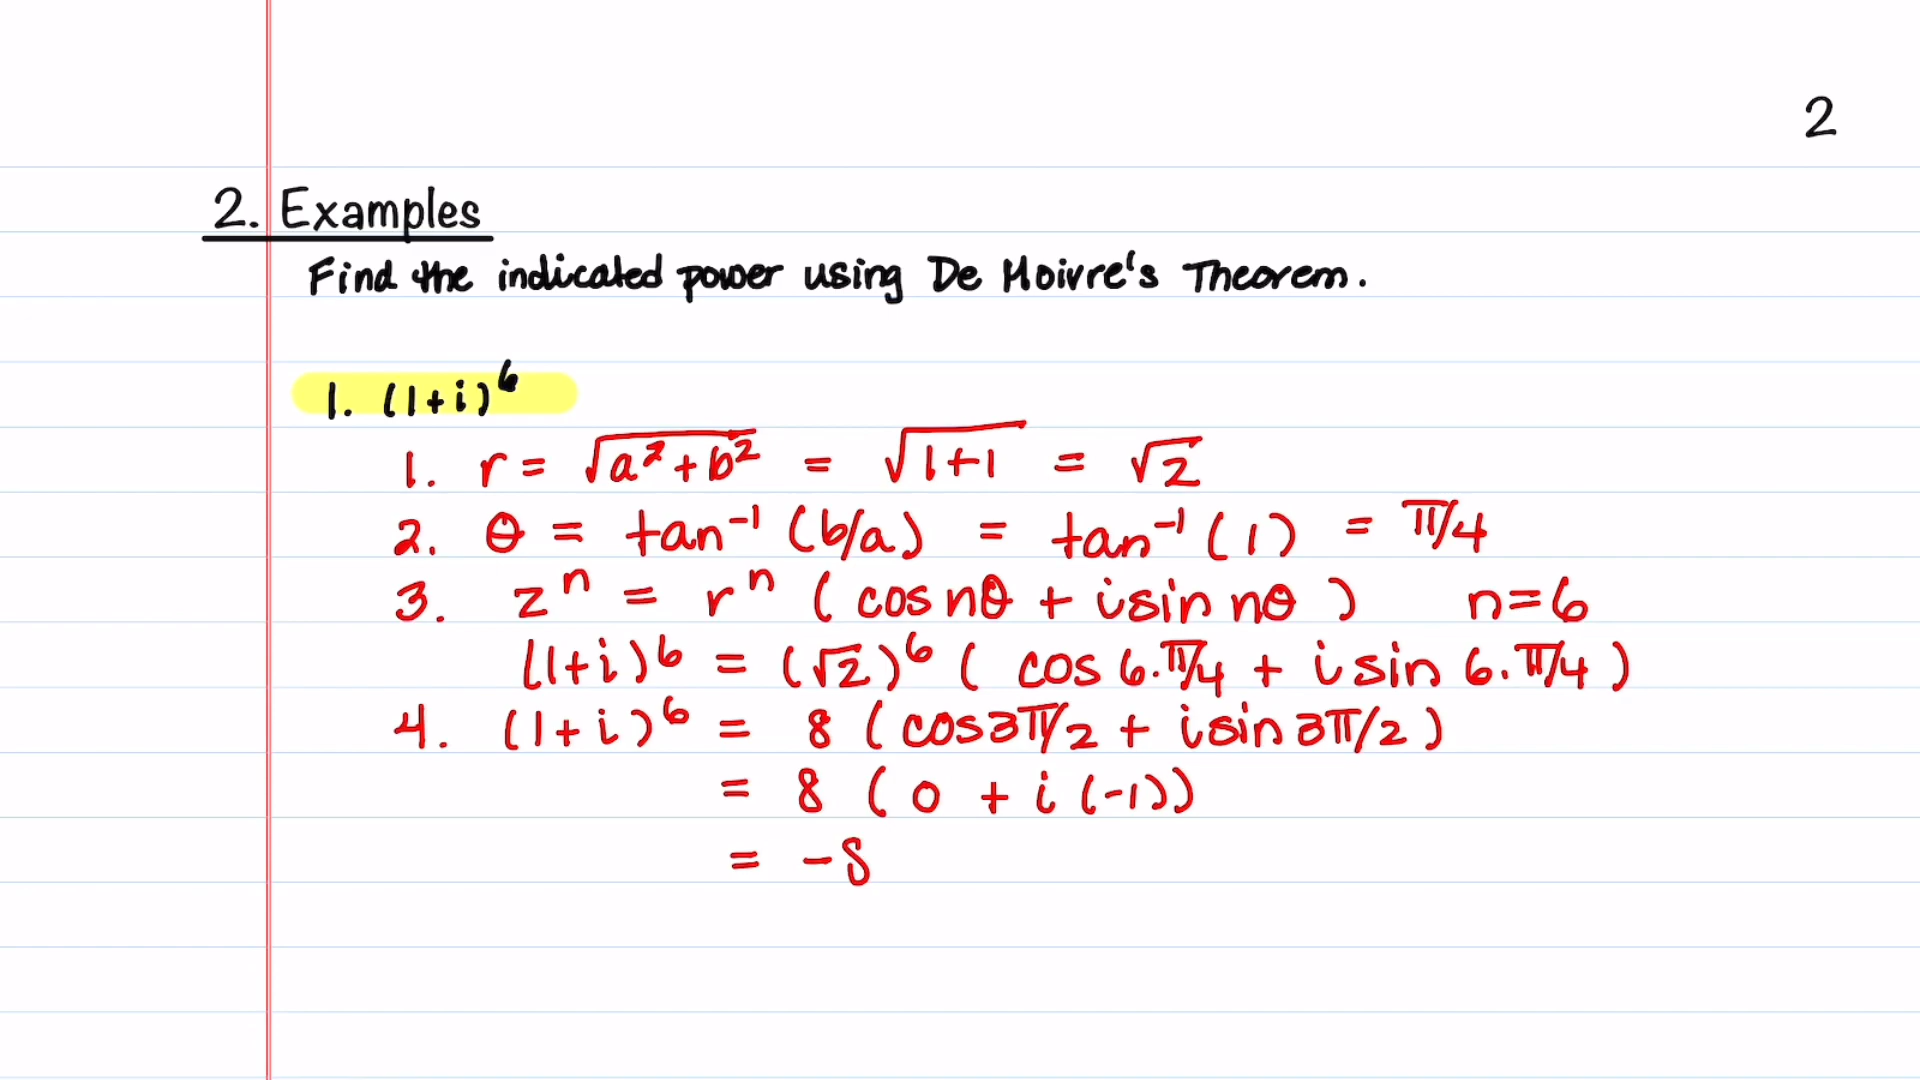 2
2. Examples
Find the indicated power using De Moivre's Theorem.
1. (1+i)⁶
1. r = √(a²+b²) = √(1+1) = √2
2. θ = tan⁻¹ (b/a) = tan⁻¹ (1) = π/4
3. zⁿ = rⁿ ( cos nθ + i sin nθ ) n=6
(1+i)⁶ = (√2)⁶ ( cos 6·π/4 + i sin 6·π/4 )
4. (1+i)⁶ = 8 ( cos 3π/2 + i sin 3π/2 )
= 8 ( 0 + i (-1))
= -8